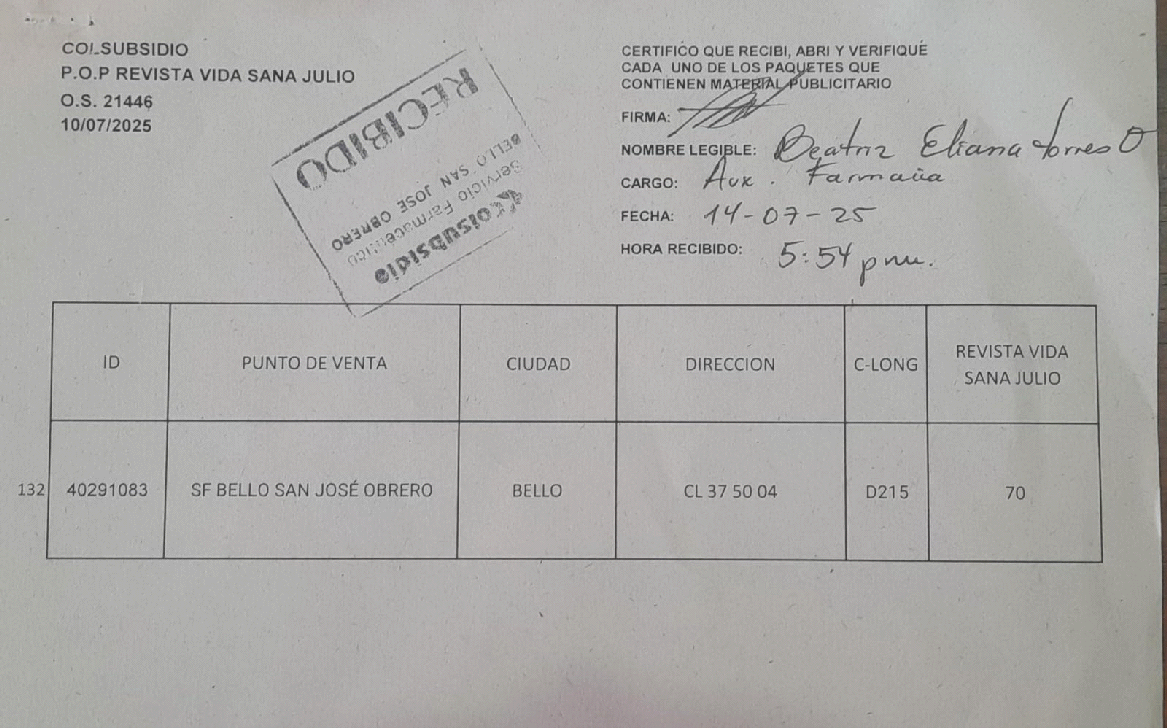 COLSUBSIDIO
P.O.P REVISTA VIDA SANA JULIO
O.S. 21446
10/07/2025
RECIBIDO
BELLO SAN JOSE OBRERO
Servicio Farmacéutico
Colsubsidio
CERTIFICO QUE RECIBI, ABRI Y VERIFIQUE
CADA UNO DE LOS PAQUETES QUE
CONTIENEN MATERIAL PUBLICITARIO
FIRMA:
NOMBRE LEGIBLE: Beatriz Eliana torres O
CARGO: Aux. Farmacia
FECHA: 14-07-25
HORA RECIBIDO: 5:54 pm.
ID PUNTO DE VENTA CIUDAD DIRECCION C-LONG REVISTA VIDA
SANA JULIO
132 40291083 SF BELLO SAN JOSÉ OBRERO BELLO CL 37 50 04 D215 70